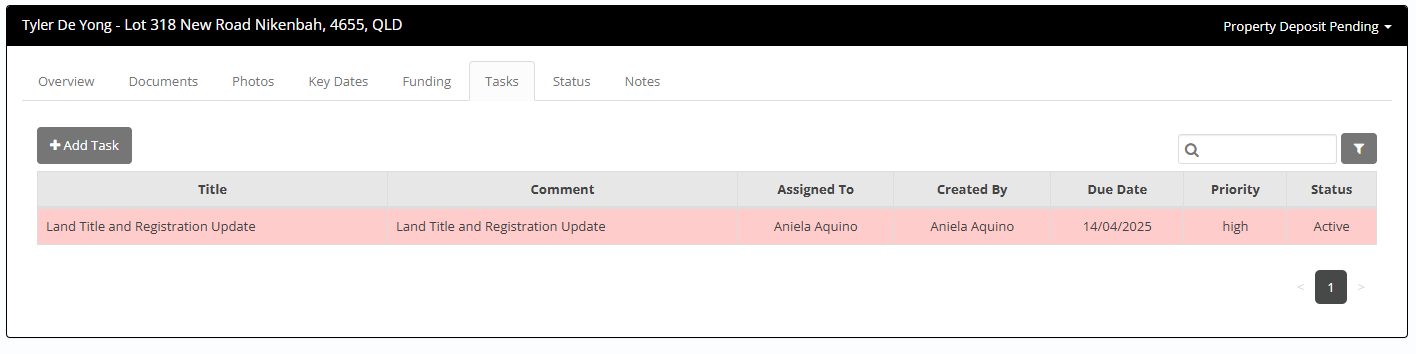 Tyler De Yong - Lot 318 New Road Nikenbah, 4655, QLD Property Deposit Pending
Overview Documents Photos Key Dates Funding Tasks Status Notes
Add Task
Title Comment Assigned To Created By Due Date Priority Status
Land Title and Registration Update Land Title and Registration Update Aniela Aquino Aniela Aquino 14/04/2025 high Active
< 1 >